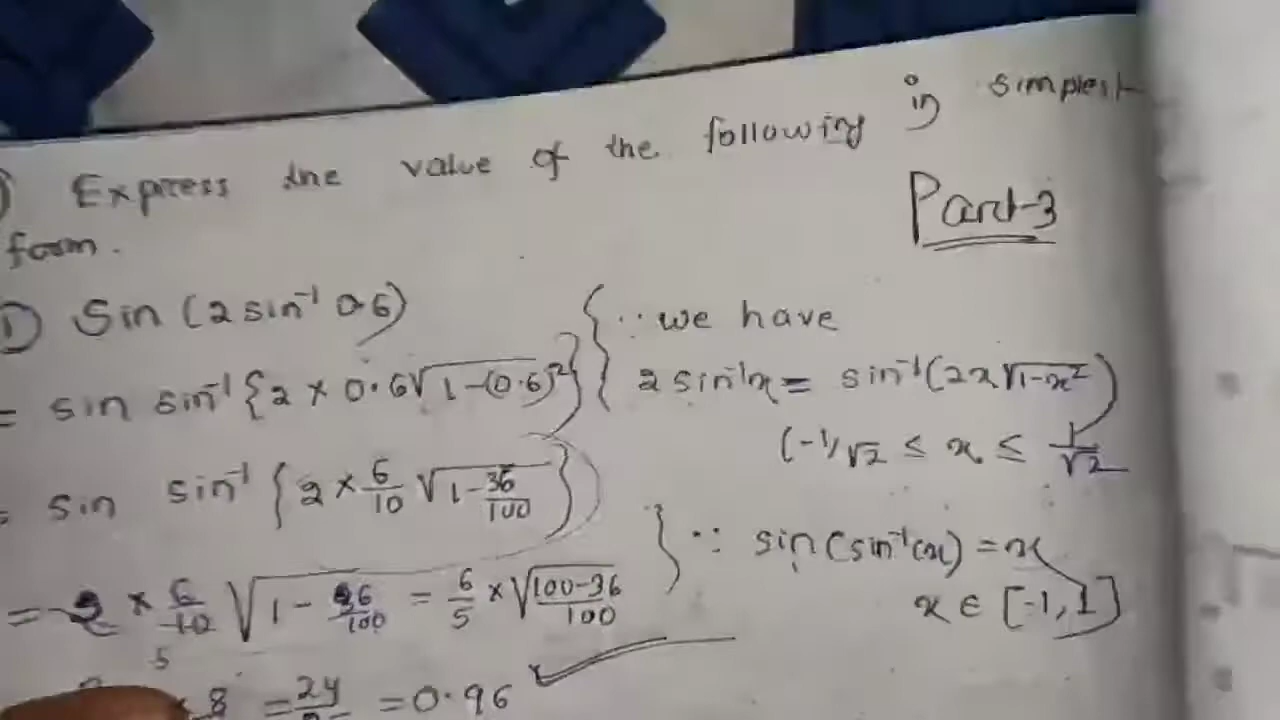 ) Express the value of the following in simplest
form.
Part-3
1) Sin (2 sin⁻¹ 0.6)
= sin sin⁻¹{2 × 0.6√1-(0.6)²}
{∵ we have
2 sin⁻¹x = sin⁻¹(2x√1-x²)
(-1/√2 ≤ x ≤ 1/√2
= sin sin⁻¹ {2 × 6/10 √1-36/100}
} ∵ sin(sin⁻¹(x) = x
x ∈ [-1,1]
= 2 × 6/10 √1 - 36/100 = 6/5 × √100-36/100
5
× 8 = 24 = 0.96